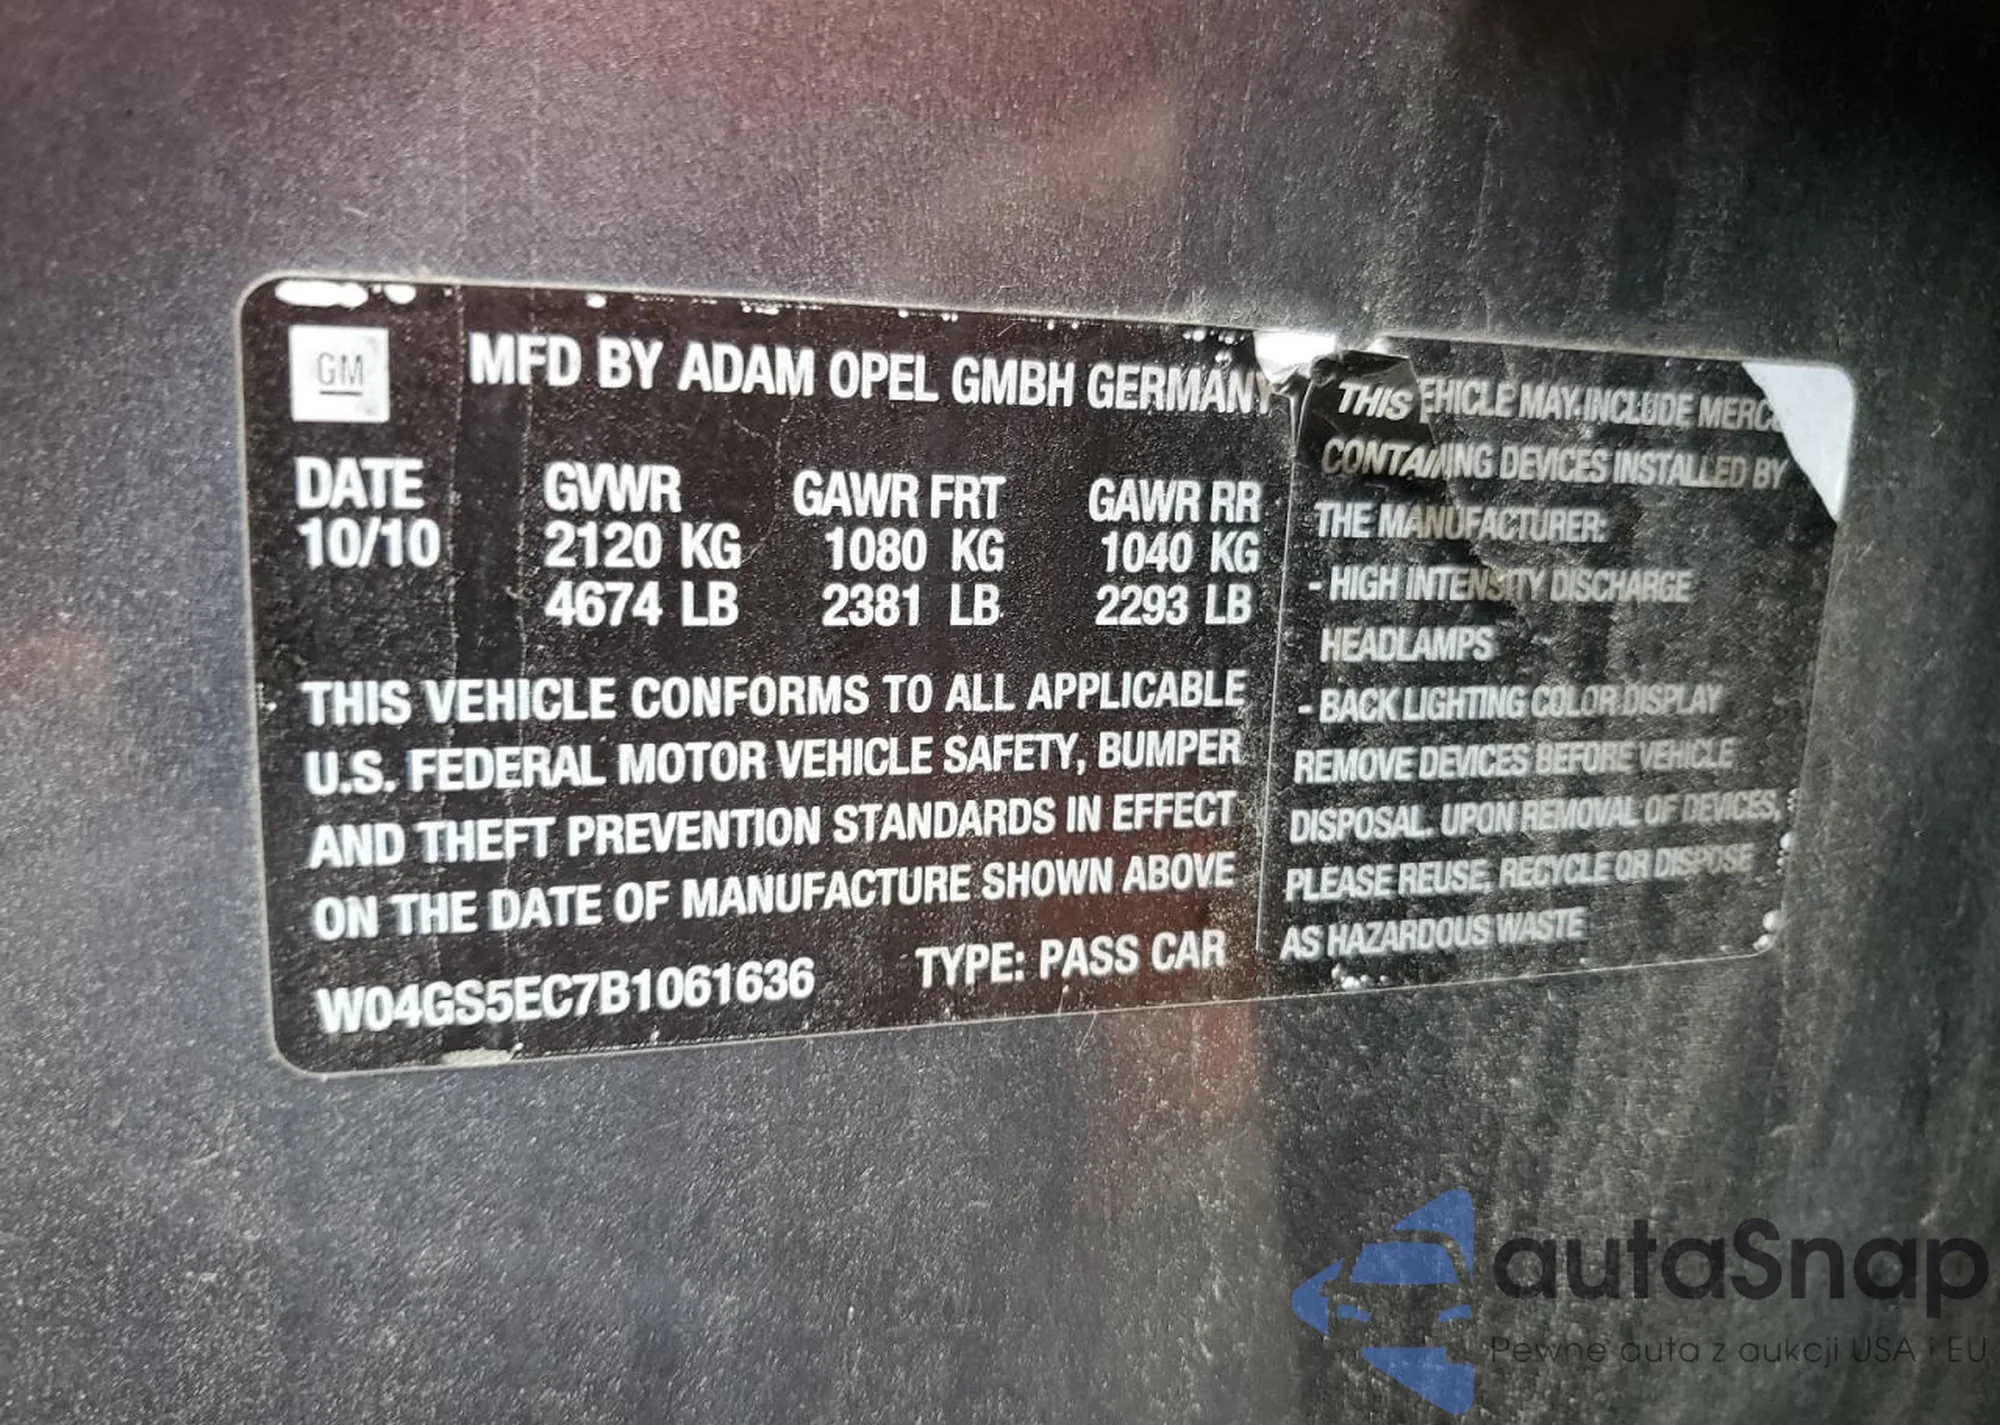 GM
MFD BY ADAM OPEL GMBH GERMANY
DATE GVWR GAWR FRT GAWR RR
10/10 2120 KG 1080 KG 1040 KG
4674 LB 2381 LB 2293 LB
THIS VEHICLE CONFORMS TO ALL APPLICABLE
U.S. FEDERAL MOTOR VEHICLE SAFETY, BUMPER
AND THEFT PREVENTION STANDARDS IN EFFECT
ON THE DATE OF MANUFACTURE SHOWN ABOVE
W04GS5EC7B1061636 TYPE: PASS CAR
THIS EHICLE MAY INCLUDE MERC
CONTAINING DEVICES INSTALLED BY
THE MANUFACTURER:
- HIGH INTENSITY DISCHARGE
HEADLAMPS
- BACK LIGHTING COLOR DISPLAY
REMOVE DEVICES BEFORE VEHICLE
DISPOSAL. UPON REMOVAL OF DEVICES,
PLEASE REUSE, RECYCLE OR DISPOSE
AS HAZARDOUS WASTE
autaSnap
Pewne auta z aukcji USA i EU